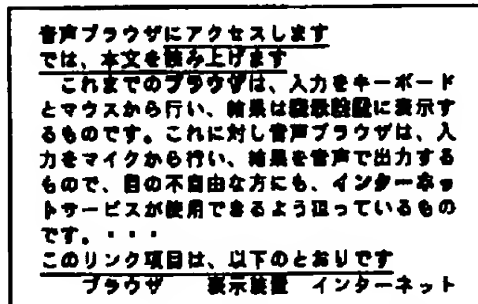 音声ブラウザにアクセスします
では、本文を読み上げます
これまでのブラウザは、入力をキーボード
とマウスから行い、結果は表示装置に表示す
るものです。これに対し音声ブラウザは、入
力をマイクから行い、結果を音声で出力する
もので、目の不自由な方にも、インターネッ
トサービスが使用できるよう狙っているもの
です。・・・
このリンク項目は、以下のとおりです
ブラウザ 表示装置 インターネット